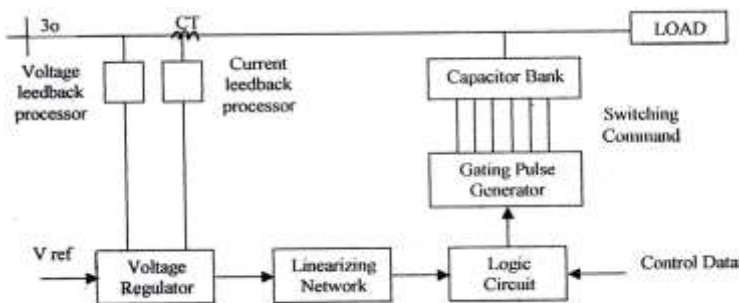 3o
CT
LOAD
Voltage
leedback
processor
Current
leedback
processor
Capacitor Bank
Switching
Command
Gating Pulse
Generator
V ref
Voltage
Regulator
Linearizing
Network
Logic
Circuit
Control Data